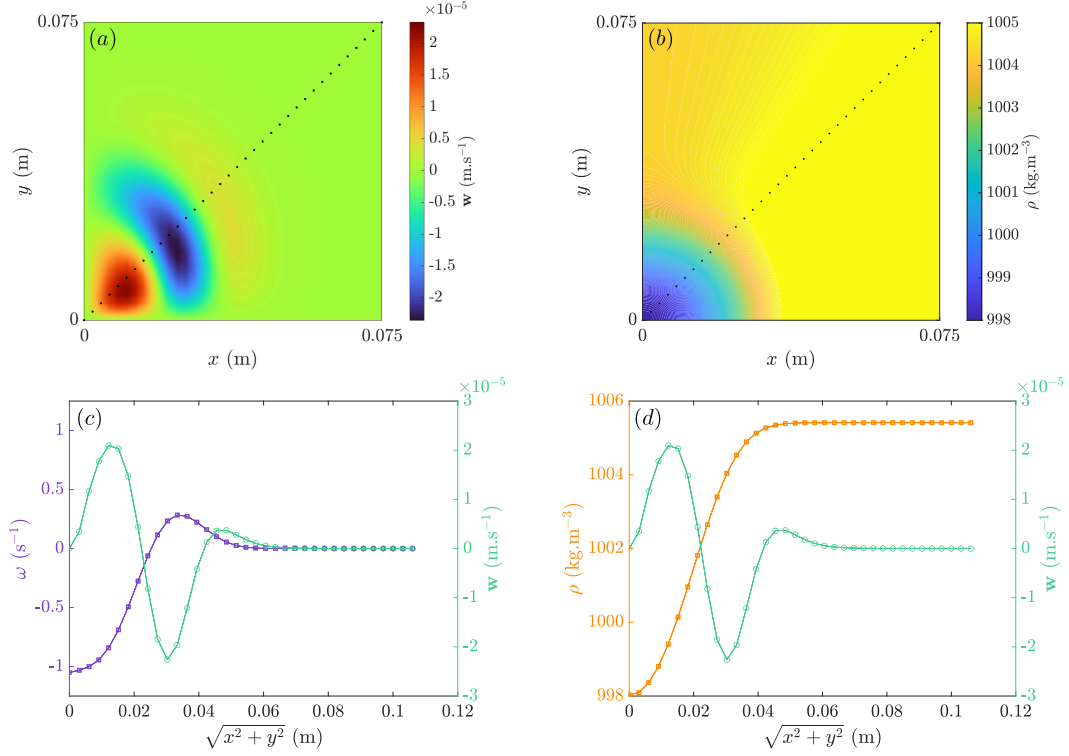 ×10⁻⁵
(a)
0.075
y (m)
0
0
0.075
x (m)
2
1.5
1
0.5
0
-0.5
-1
-1.5
-2
w (m.s⁻¹)
(b)
0.075
y (m)
0
0
0.075
x (m)
1005
1004
1003
1002
1001
1000
999
998
ρ (kg.m⁻³)
(c)
1
0.5
0
-0.5
-1
ω (s⁻¹)
×10⁻⁵
3
2
1
0
-1
-2
-3
w (m.s⁻¹)
0 0.02 0.04 0.06 0.08 0.1 0.12
√x² + y² (m)
(d)
1006
1004
1002
1000
998
ρ (kg.m⁻³)
×10⁻⁵
3
2
1
0
-1
-2
-3
w (m.s⁻¹)
0 0.02 0.04 0.06 0.08 0.1 0.12
√x² + y² (m)